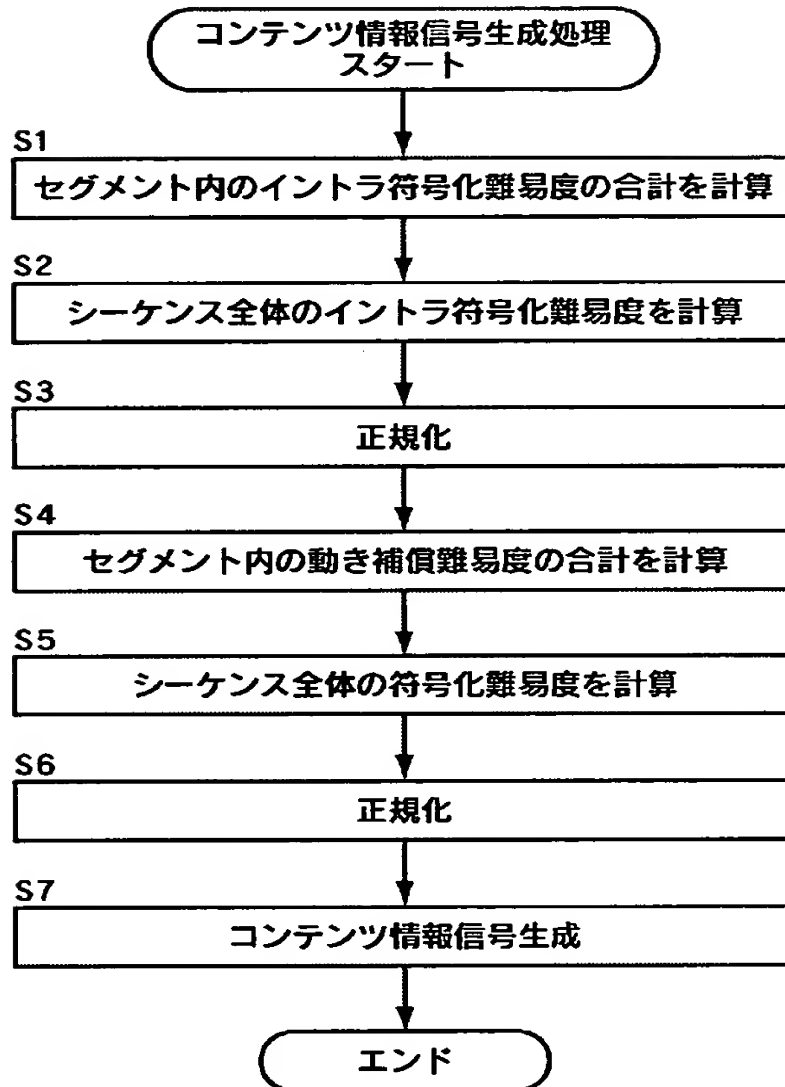 コンテンツ情報信号生成処理
スタート
S1
セグメント内のイントラ符号化難易度の合計を計算
S2
シーケンス全体のイントラ符号化難易度を計算
S3
正規化
S4
セグメント内の動き補償難易度の合計を計算
S5
シーケンス全体の符号化難易度を計算
S6
正規化
S7
コンテンツ情報信号生成
エンド